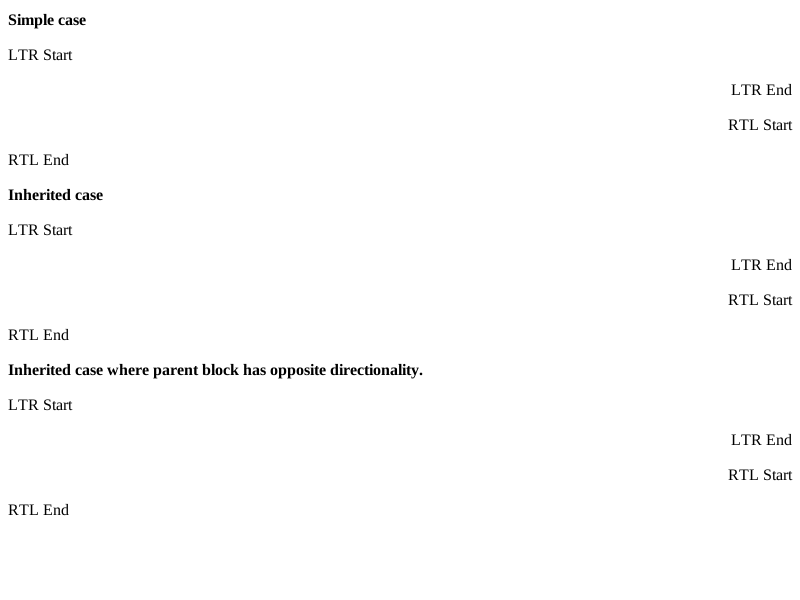 Simple case
LTR Start
LTR End
RTL Start
RTL End
Inherited case
LTR Start
LTR End
RTL Start
RTL End
Inherited case where parent block has opposite directionality.
LTR Start
LTR End
RTL Start
RTL End